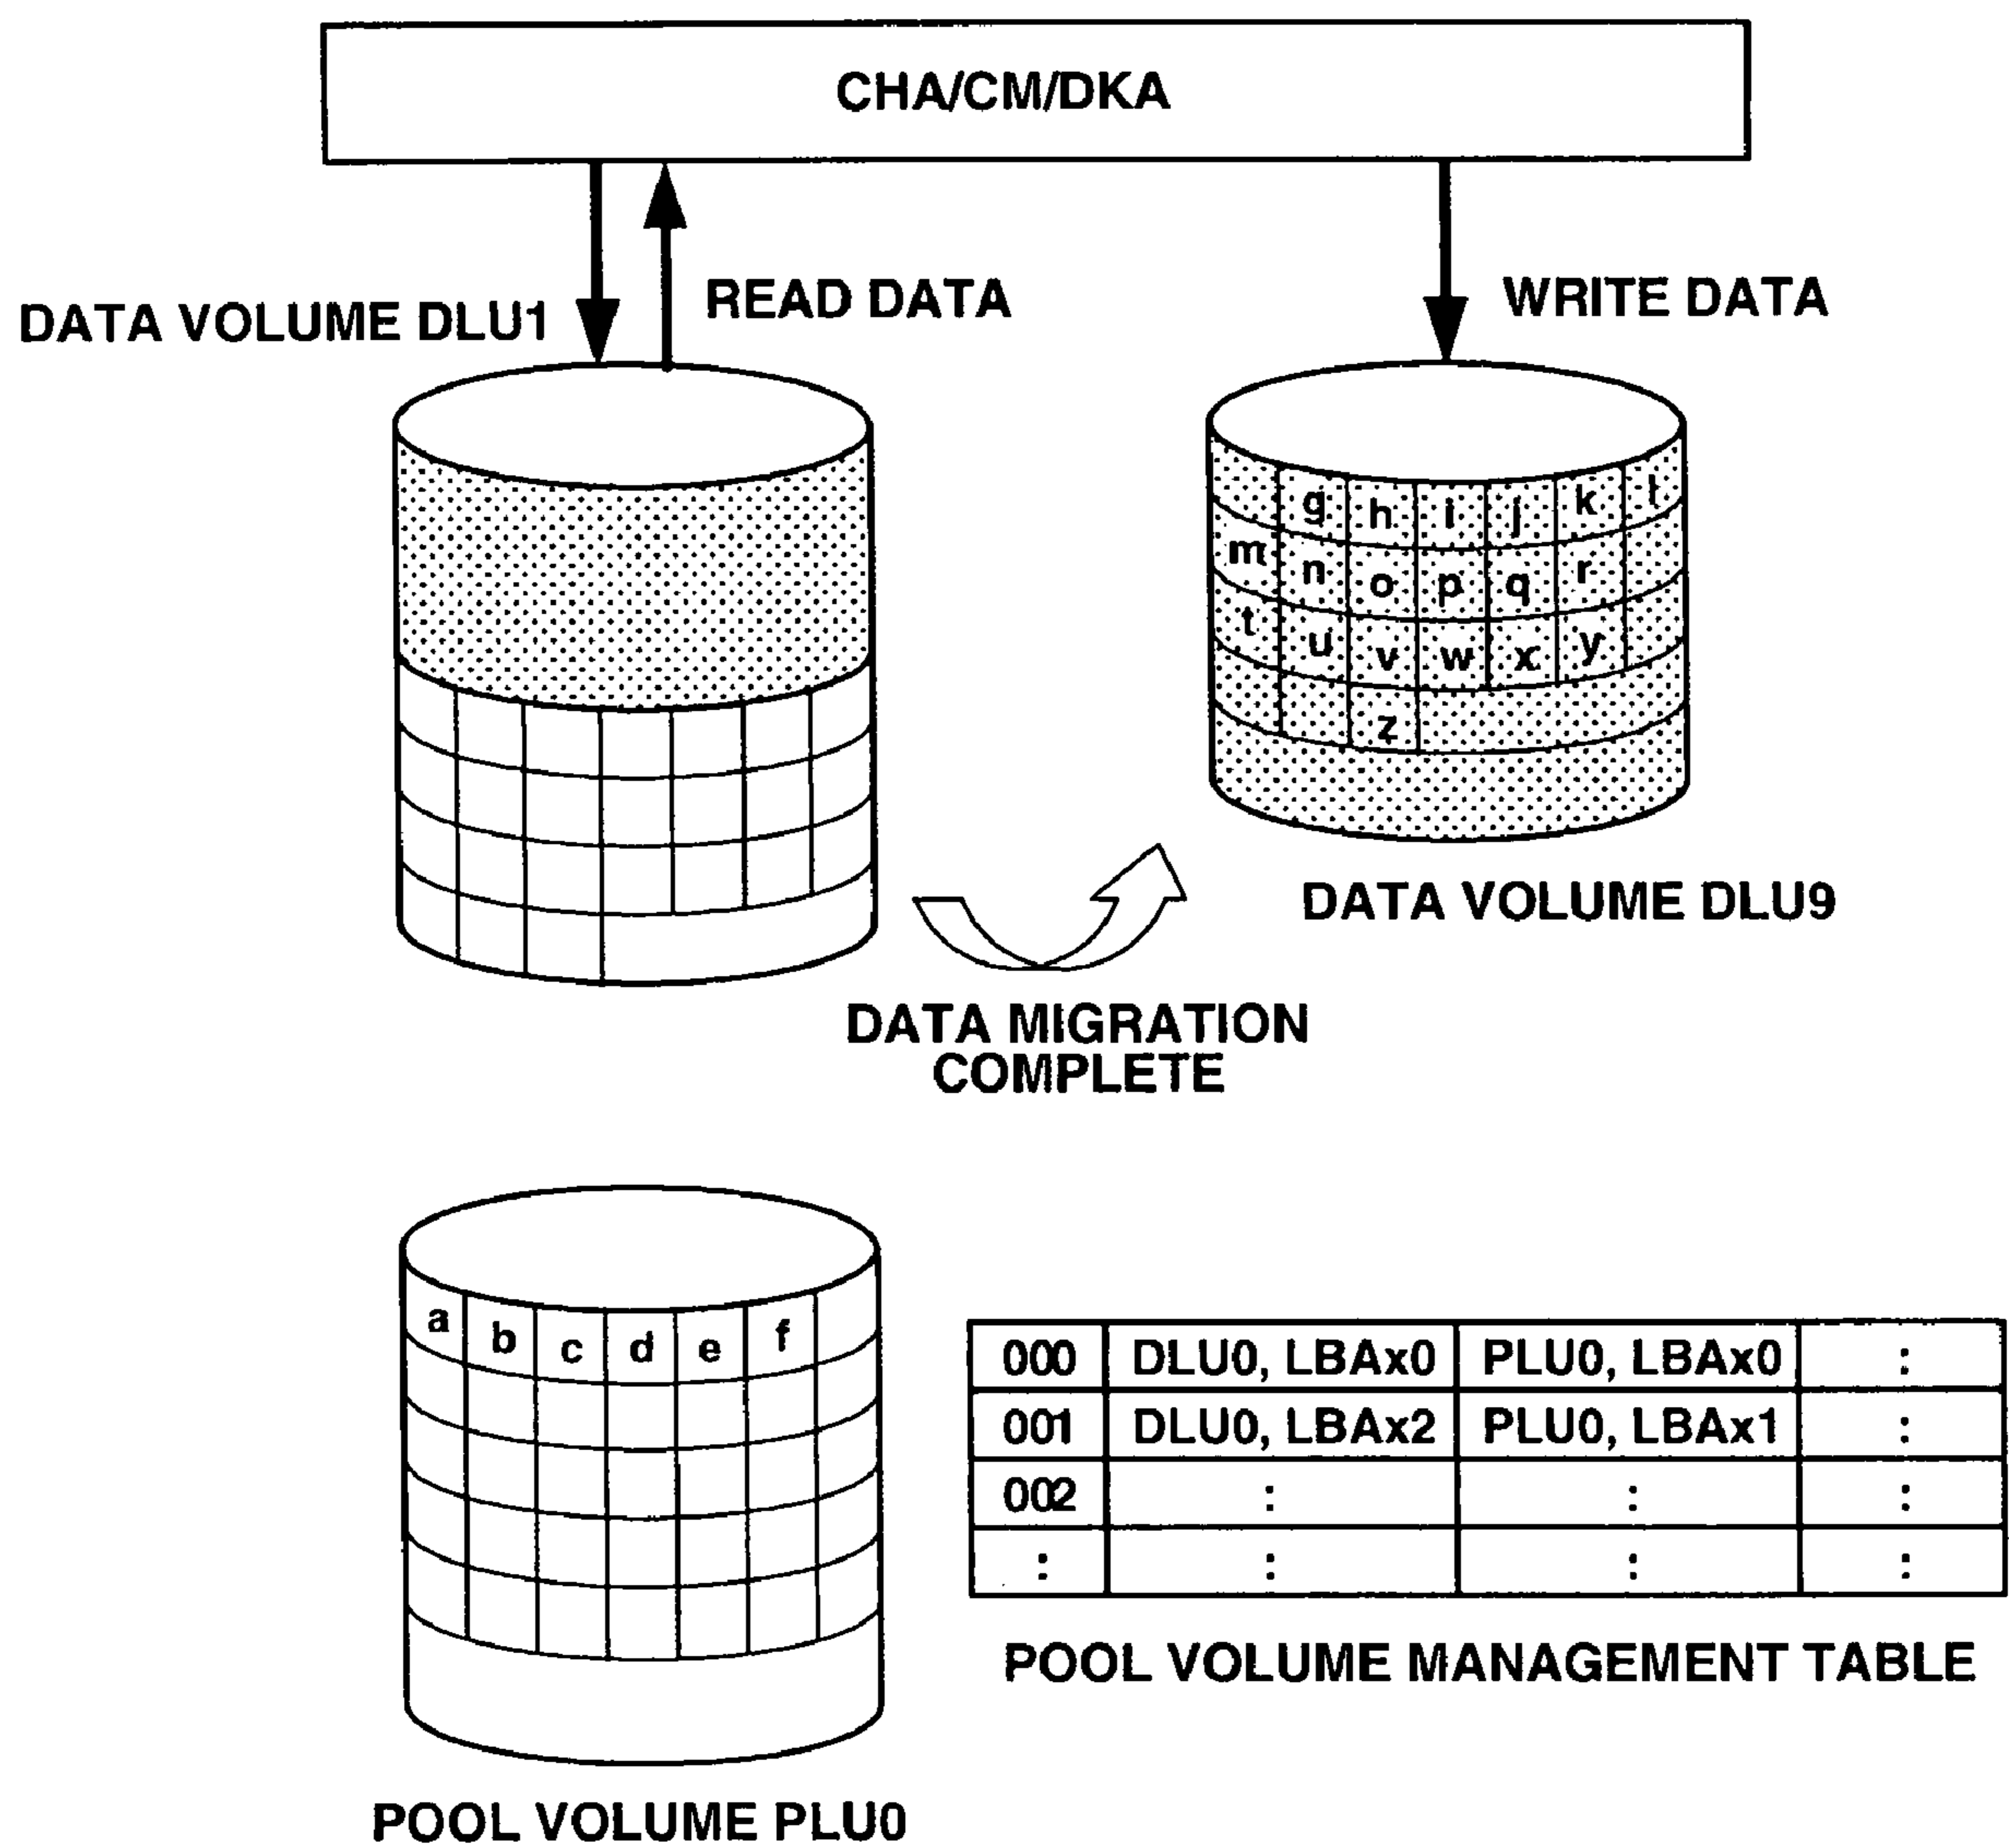 CHA/CM/DKA
DATA VOLUME DLU1
READ DATA
WRITE DATA
g h i j k l
m n o p q r
t u v w x y
z
DATA VOLUME DLU9
DATA MIGRATION
COMPLETE
a b c d e f
000 DLU0, LBAx0 PLU0, LBAx0 :
001 DLU0, LBAx2 PLU0, LBAx1 :
002 : : :
: : : :
POOL VOLUME MANAGEMENT TABLE
POOL VOLUME PLU0